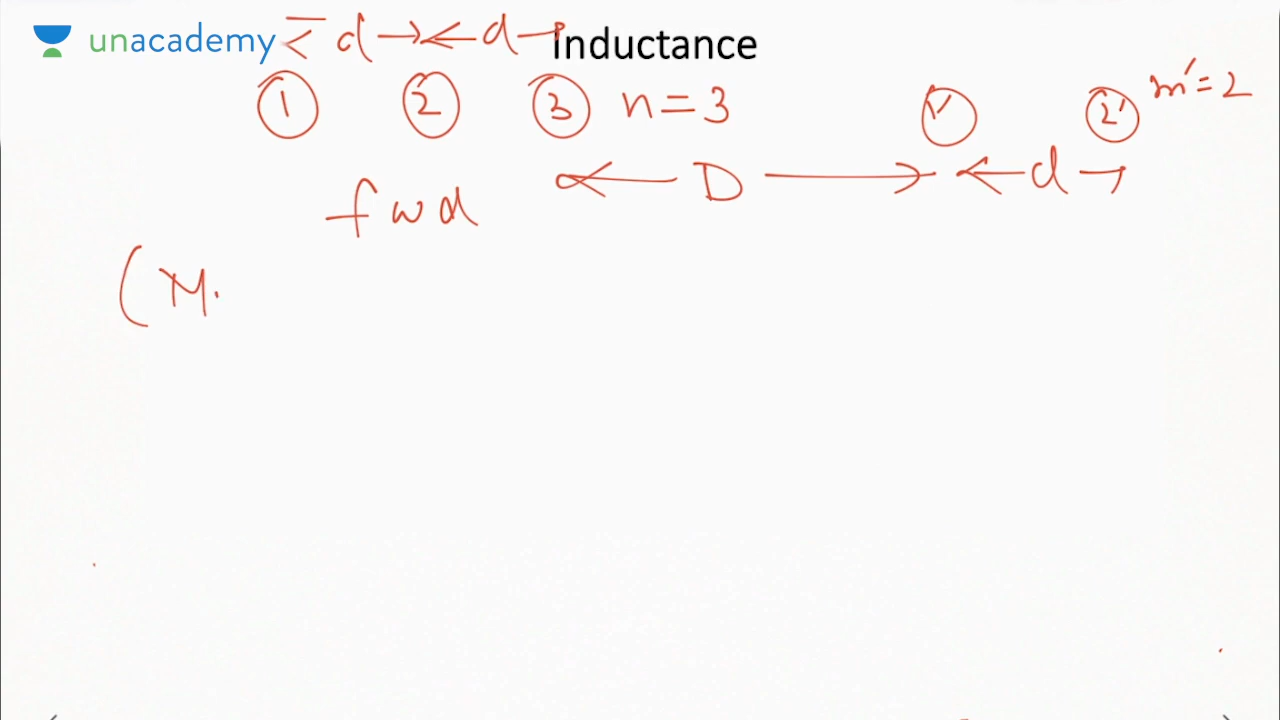 unacademy
Inductance
← d → ← d →
1 2 3 n = 3 1' 2' m' = 2
← D → ← d →
fwd
(M.